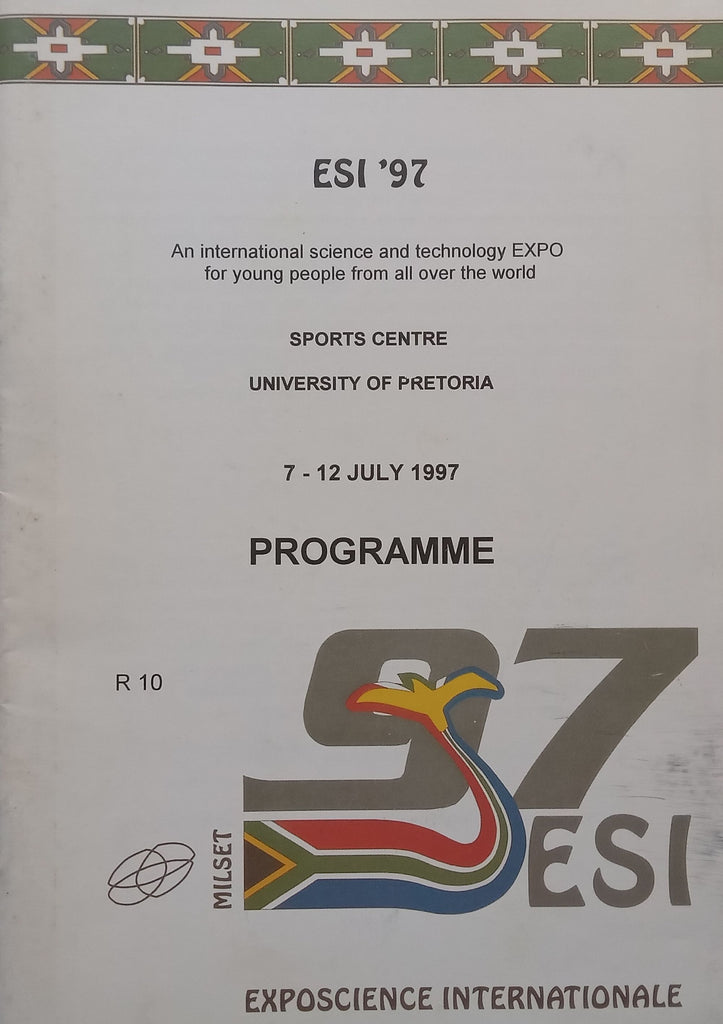 ESI '97
An international science and technology EXPO
for young people from all over the world
SPORTS CENTRE
UNIVERSITY OF PRETORIA
7 - 12 JULY 1997
PROGRAMME
R 10
97
MILSET
ESI
EXPOSCIENCE INTERNATIONALE